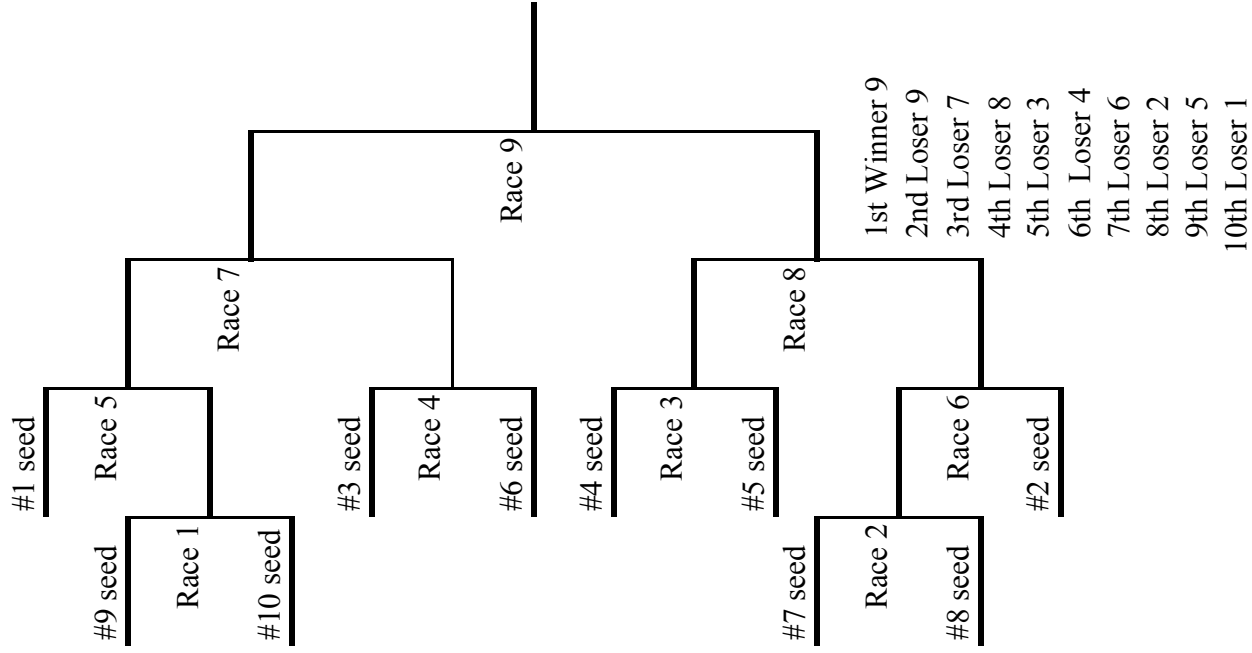 #1 seed
Race 5
#9 seed
Race 1
#10 seed
Race 7
#3 seed
Race 4
#6 seed
Race 9
#4 seed
Race 3
#5 seed
Race 8
#7 seed
Race 2
#8 seed
Race 6
#2 seed
1st Winner 9
2nd Loser 9
3rd Loser 7
4th Loser 8
5th Loser 3
6th Loser 4
7th Loser 6
8th Loser 2
9th Loser 5
10th Loser 1